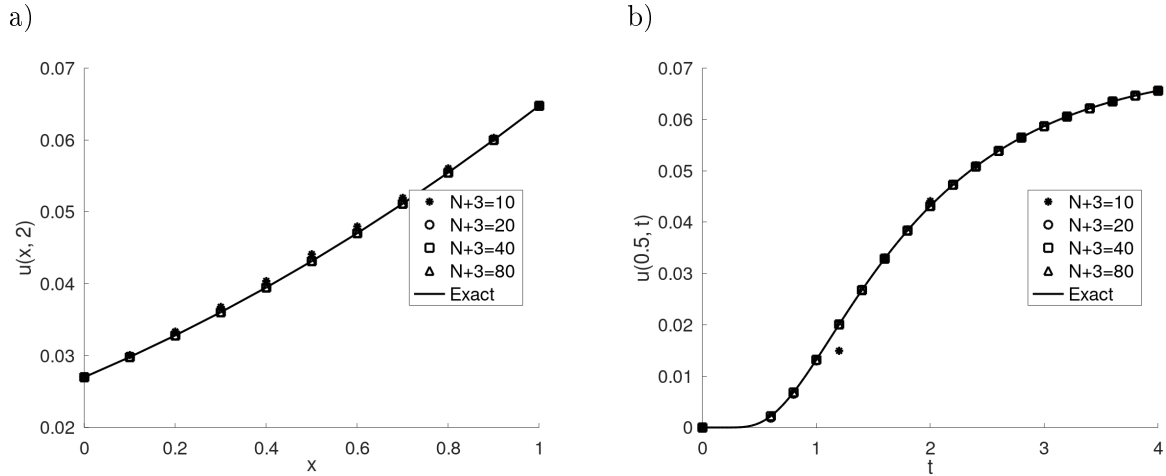 a)
0.07
0.06
0.05
0.04
0.03
0.02
u(x, 2)
N+3=10
N+3=20
N+3=40
N+3=80
Exact
0 0.2 0.4 0.6 0.8 1
x
b)
0.07
0.06
0.05
0.04
0.03
0.02
0.01
0
u(0.5, t)
N+3=10
N+3=20
N+3=40
N+3=80
Exact
0 1 2 3 4
t